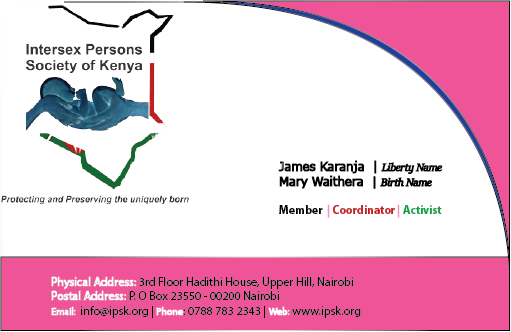 Intersex Persons
Society of Kenya
Protecting and Preserving the uniquely born
James Karanja | Liberty Name
Mary Waithera | Birth Name
Member | Coordinator | Activist
Physical Address: 3rd Floor Hadithi House, Upper Hill, Nairobi
Postal Address: P. O Box 23550 - 00200 Nairobi
Email: info@ipsk.org | Phone: 0788 783 2343 | Web: www.ipsk.org